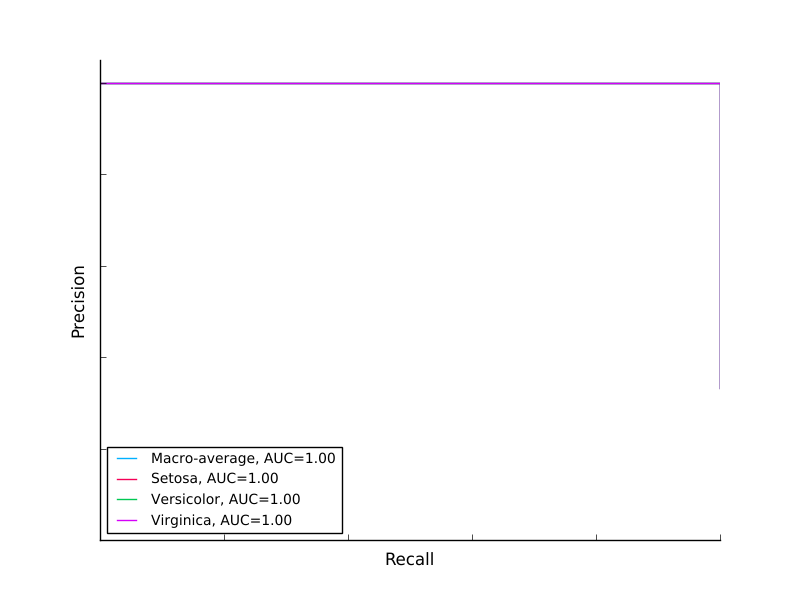 Precision
Macro-average, AUC=1.00
Setosa, AUC=1.00
Versicolor, AUC=1.00
Virginica, AUC=1.00
Recall